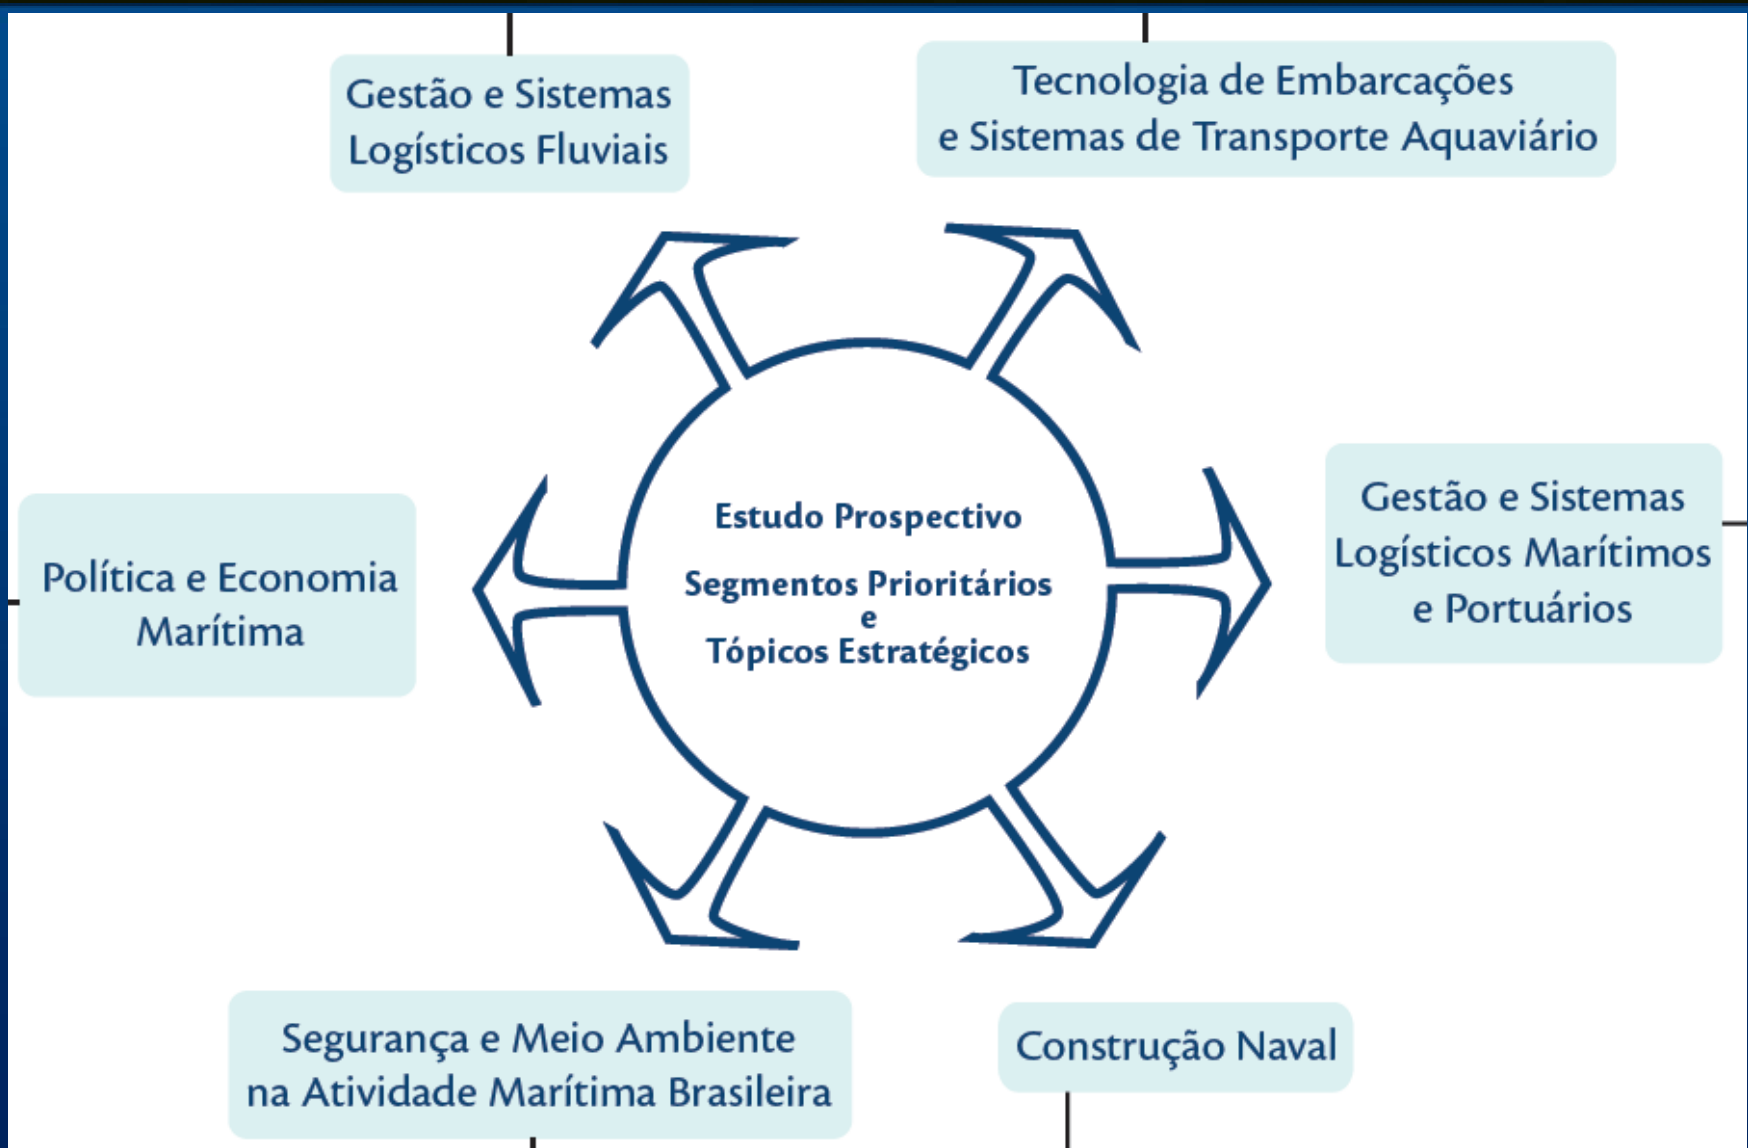 Gestão e Sistemas
Logísticos Fluviais
Tecnologia de Embarcações
e Sistemas de Transporte Aquaviário
Política e Economia
Marítima
Estudo Prospectivo
Segmentos Prioritários
e
Tópicos Estratégicos
Gestão e Sistemas
Logísticos Marítimos
e Portuários
Segurança e Meio Ambiente
na Atividade Marítima Brasileira
Construção Naval